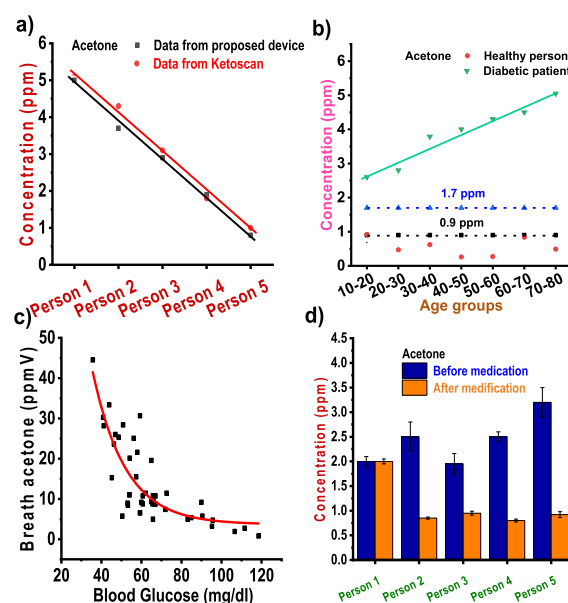 a)
Acetone
Data from proposed device
Data from Ketoscan
Concentration (ppm)
6
5
4
3
2
1
0
Person 1
Person 2
Person 3
Person 4
Person 5
b)
Acetone
Healthy person
Diabetic patient
Concentration (ppm)
6
5
4
3
2
1
0
1.7 ppm
0.9 ppm
10-20
20-30
30-40
40-50
50-60
60-70
70-80
Age groups
c)
Breath acetone (ppmV)
50
40
30
20
10
0
20
40
60
80
100
120
Blood Glucose (mg/dl)
d)
Acetone
Before medication
After medification
Concentration (ppm)
4.5
4.0
3.5
3.0
2.5
2.0
1.5
1.0
0.5
0.0
Person 1
Person 2
Person 3
Person 4
Person 5